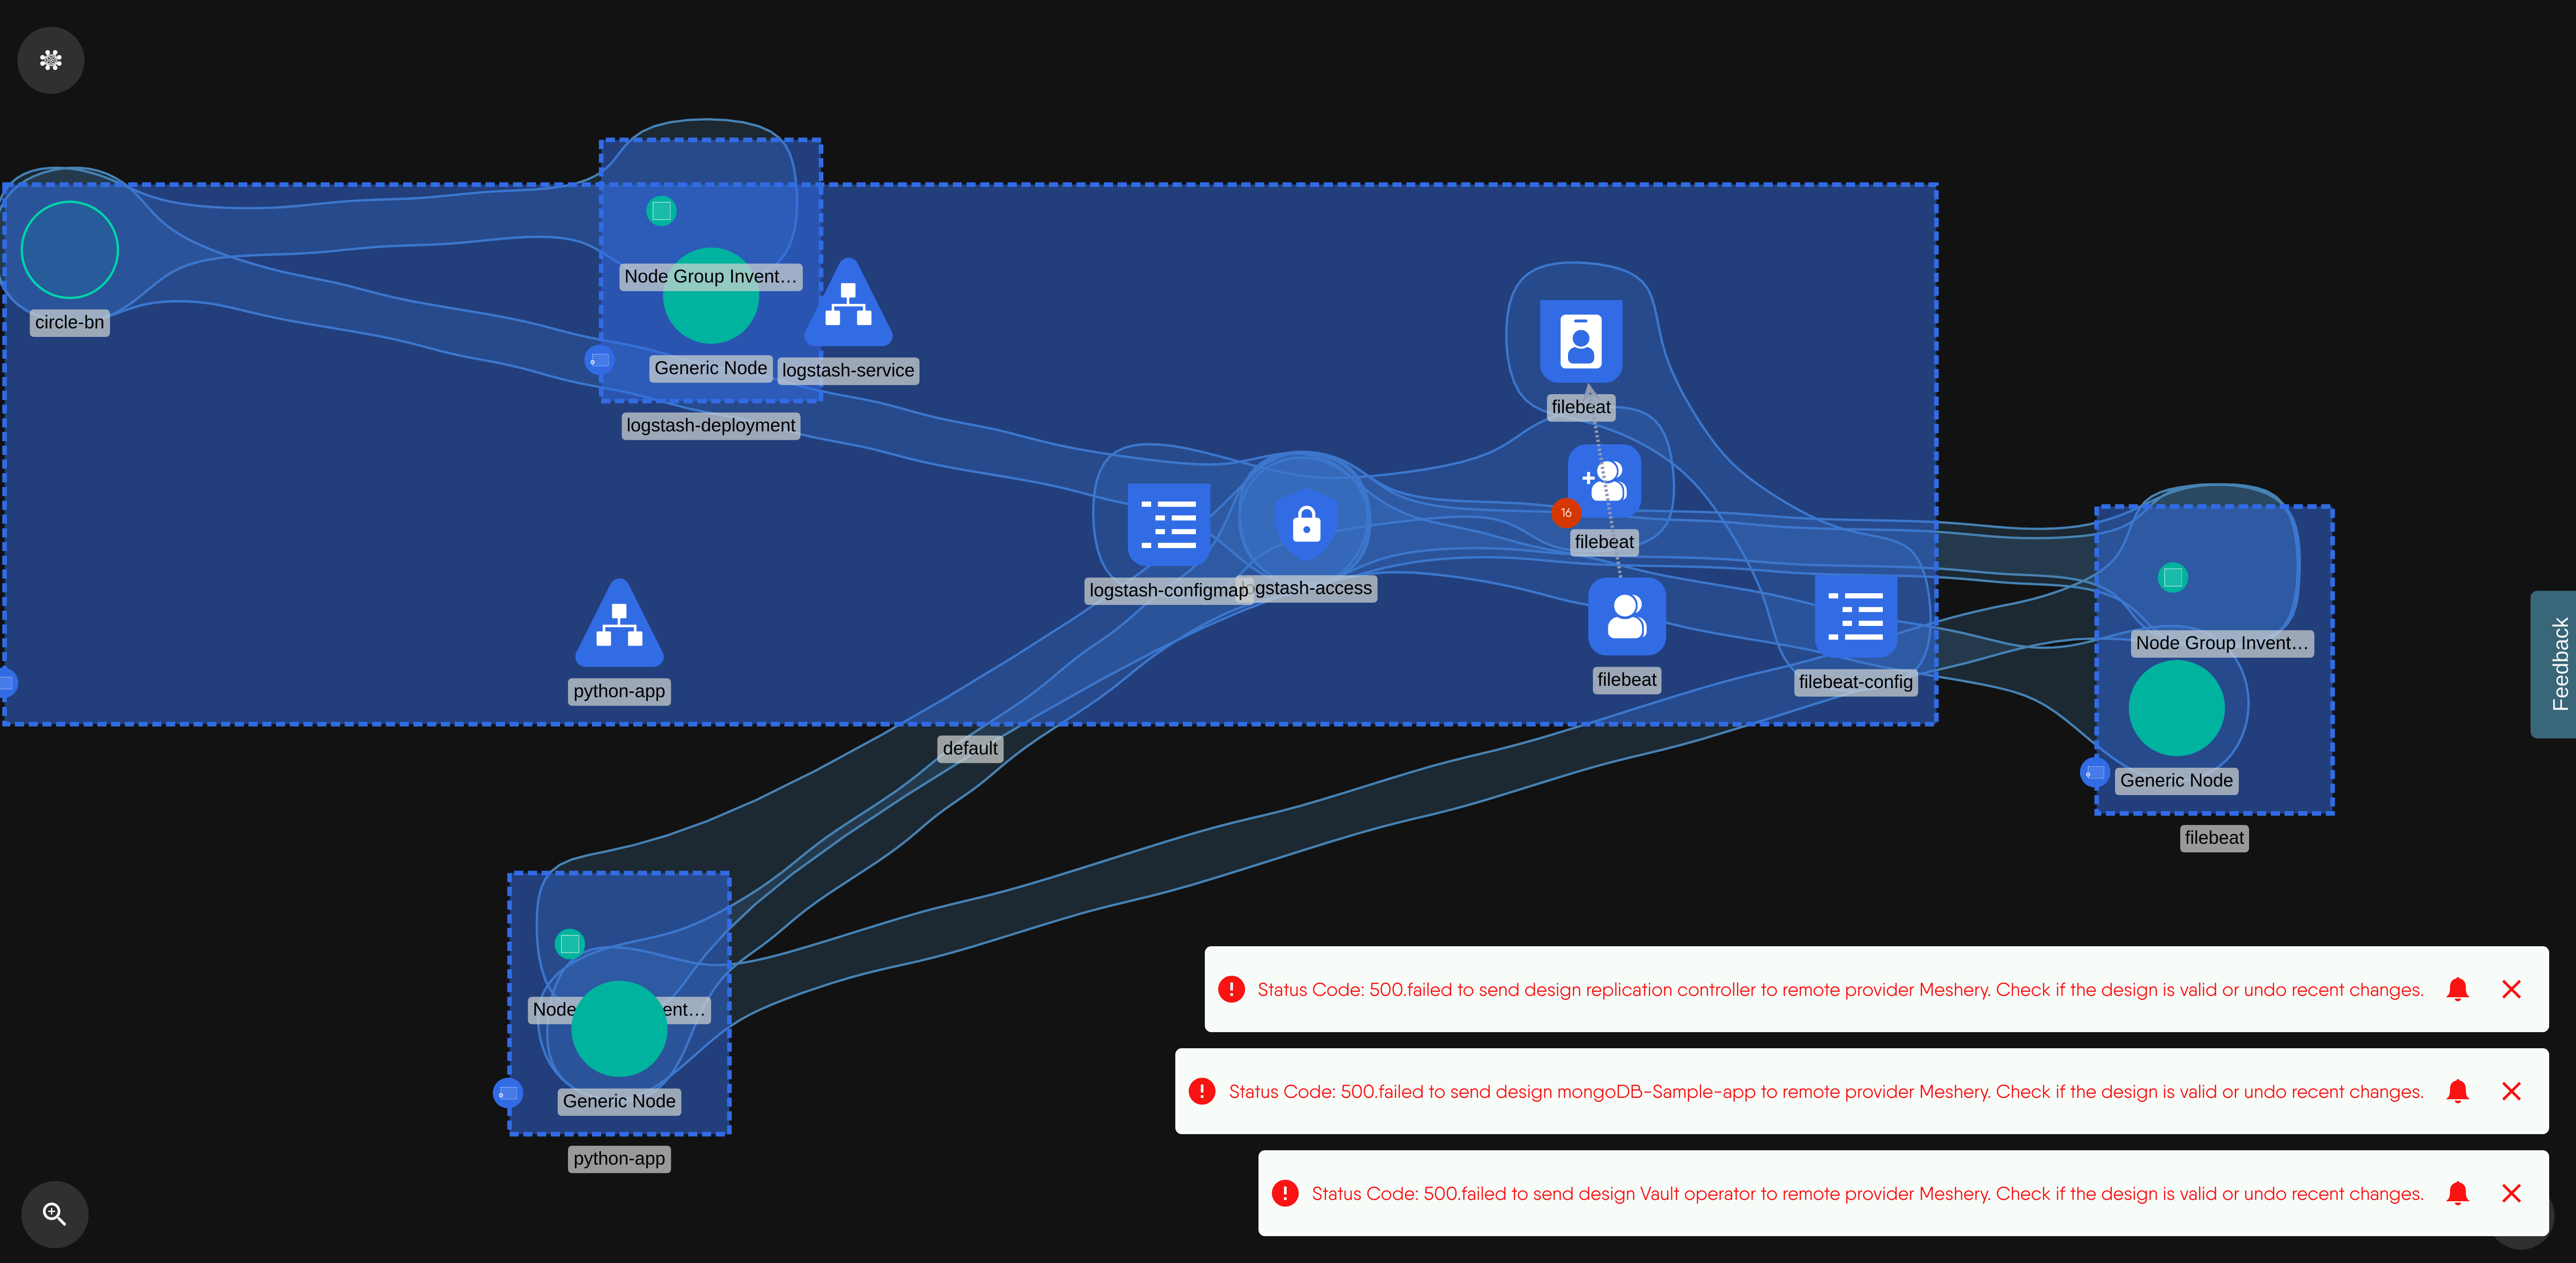 circle-bn
Node Group Invent...
Generic Node
logstash-service
logstash-deployment
filebeat
16
filebeat
logstash-configmap
logstash-access
filebeat
filebeat-config
python-app
default
Node Group Invent...
Generic Node
filebeat
Feedback
Node
ent...
Generic Node
python-app
Status Code: 500.failed to send design replication controller to remote provider Meshery. Check if the design is valid or undo recent changes.
Status Code: 500.failed to send design mongoDB-Sample-app to remote provider Meshery. Check if the design is valid or undo recent changes.
Status Code: 500.failed to send design Vault operator to remote provider Meshery. Check if the design is valid or undo recent changes.